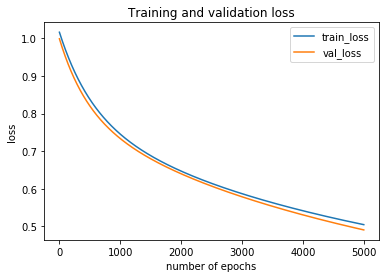 Training and validation loss
train_loss
val_loss
1.0
0.9
0.8
0.7
0.6
0.5
loss
0
1000
2000
3000
4000
5000
number of epochs